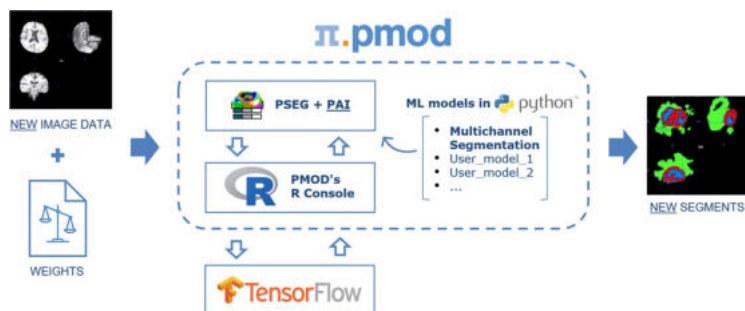 π.pmod
PSEG + PAI
ML models in python
Multichannel
Segmentation
User_model_1
User_model_2
...
PMOD's
R Console
R
TensorFlow
NEW IMAGE DATA
+
WEIGHTS
NEW SEGMENTS